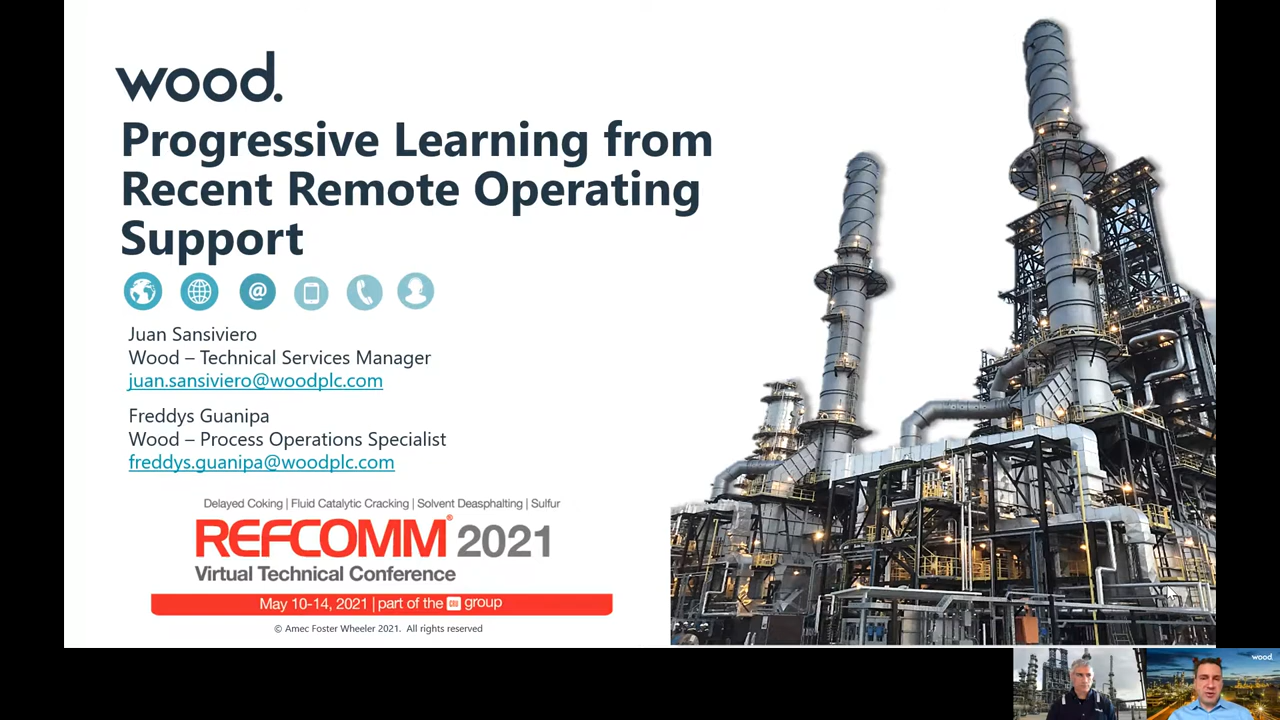 wood.
Progressive Learning from
Recent Remote Operating
Support
@
Juan Sansiviero
Wood – Technical Services Manager
juan.sansiviero@woodplc.com
Freddys Guanipa
Wood – Process Operations Specialist
freddys.guanipa@woodplc.com
Delayed Coking | Fluid Catalytic Cracking | Solvent Deasphalting | Sulfur
REFCOMM® 2021
Virtual Technical Conference
May 10-14, 2021 | part of the CRU group
© Amec Foster Wheeler 2021. All rights reserved
wood.